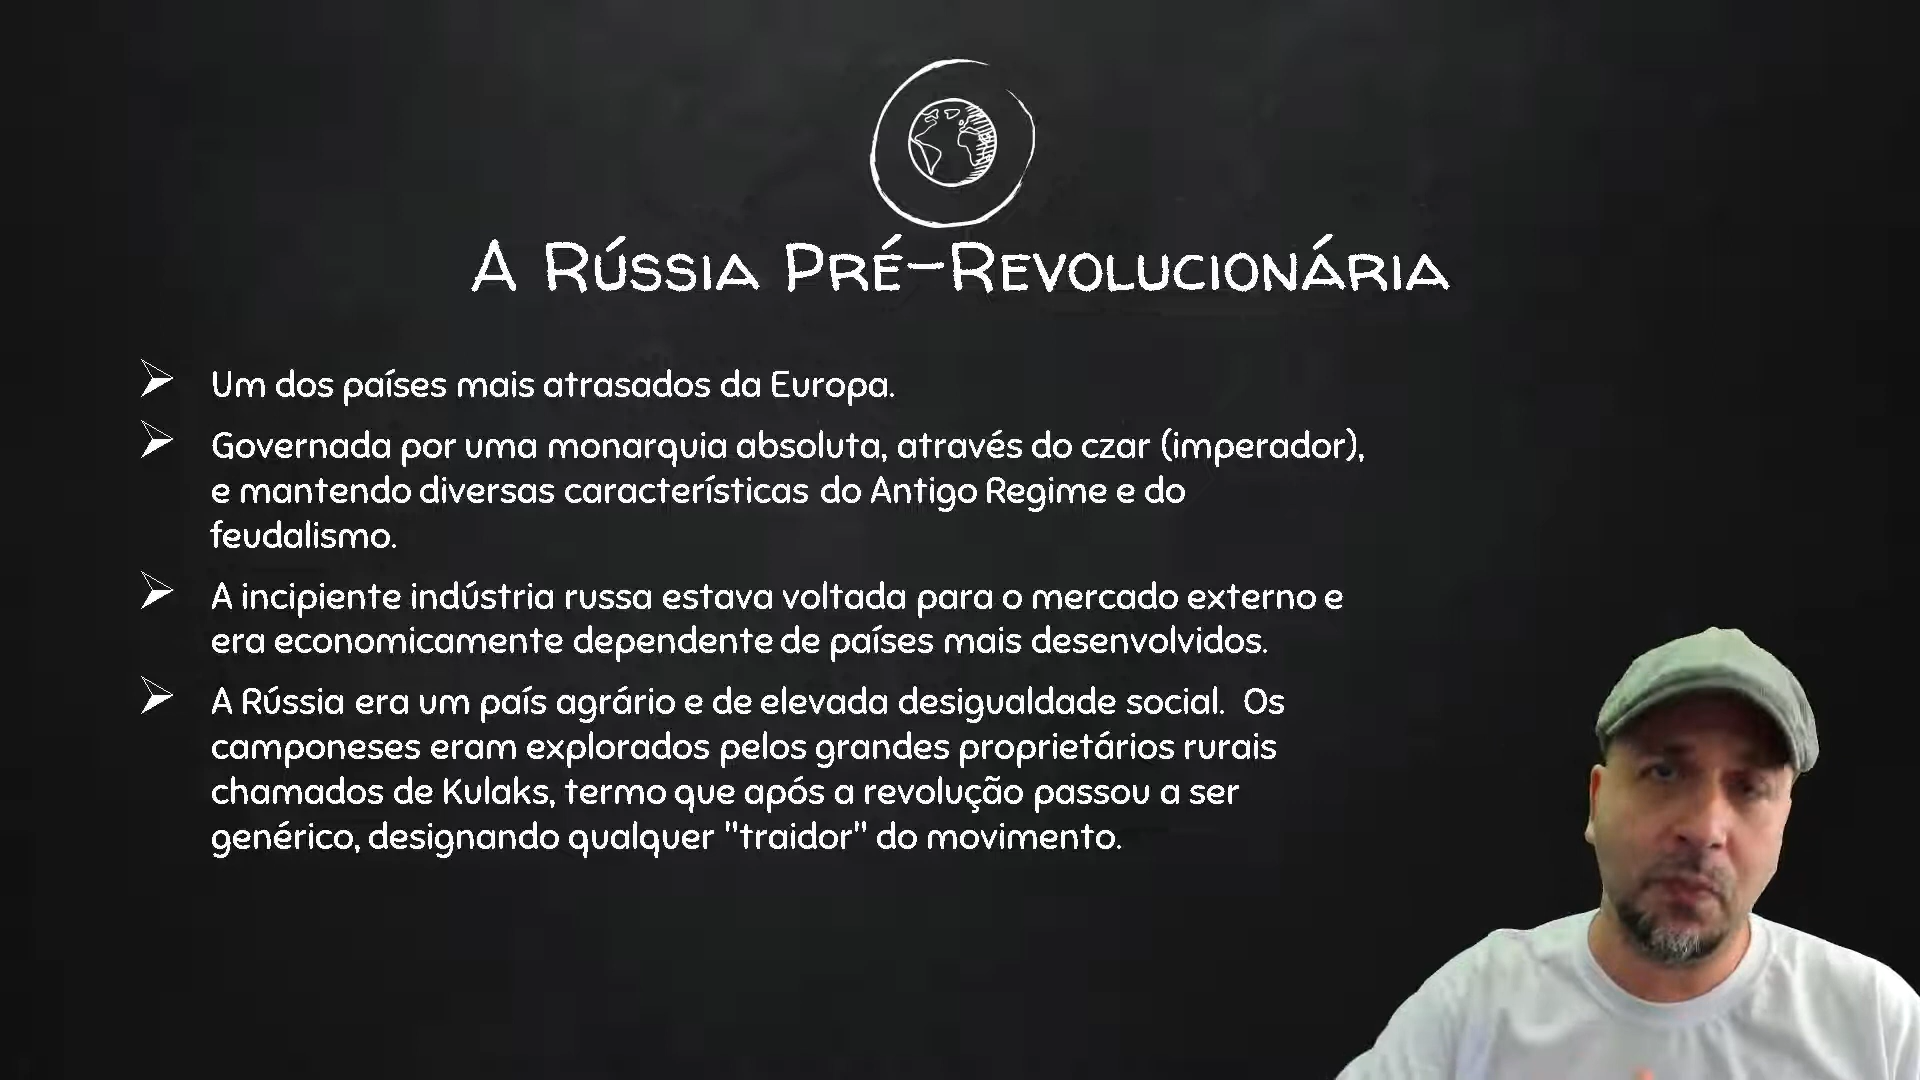 A Rússia Pré-Revolucionária
Um dos países mais atrasados da Europa.
Governada por uma monarquia absoluta, através do czar (imperador),
e mantendo diversas características do Antigo Regime e do
feudalismo.
A incipiente indústria russa estava voltada para o mercado externo e
era economicamente dependente de países mais desenvolvidos.
A Rússia era um país agrário e de elevada desigualdade social. Os
camponeses eram explorados pelos grandes proprietários rurais
chamados de Kulaks, termo que após a revolução passou a ser
genérico, designando qualquer "traidor" do movimento.